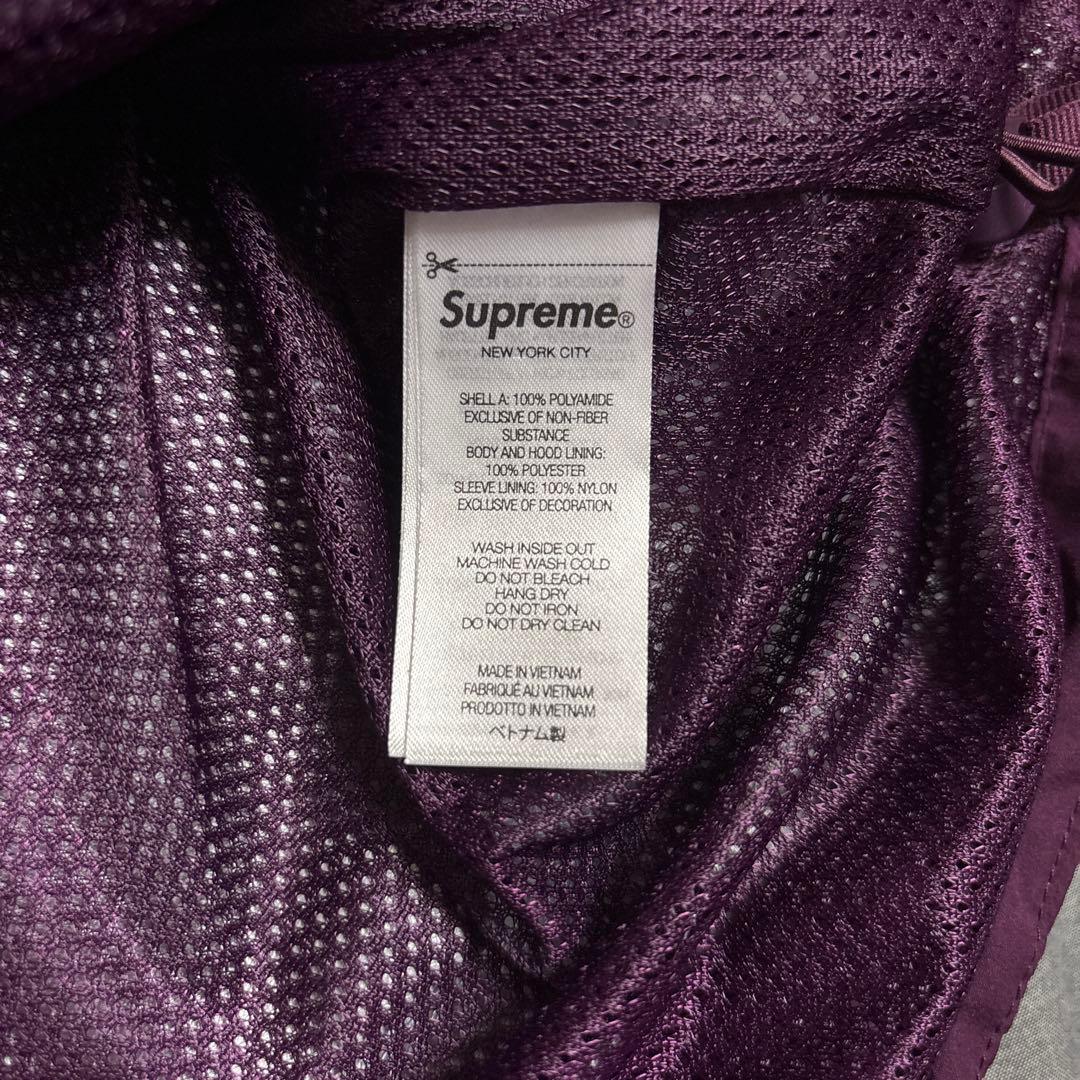 Supreme®
NEW YORK CITY
SHELL A: 100% POLYAMIDE
EXCLUSIVE OF NON-FIBER
SUBSTANCE
BODY AND HOOD LINING:
100% POLYESTER
SLEEVE LINING: 100% NYLON
EXCLUSIVE OF DECORATION
WASH INSIDE OUT
MACHINE WASH COLD
DO NOT BLEACH
HANG DRY
DO NOT IRON
DO NOT DRY CLEAN
MADE IN VIETNAM
FABRIQUÉ AU VIETNAM
PRODOTTO IN VIETNAM
ベトナム製